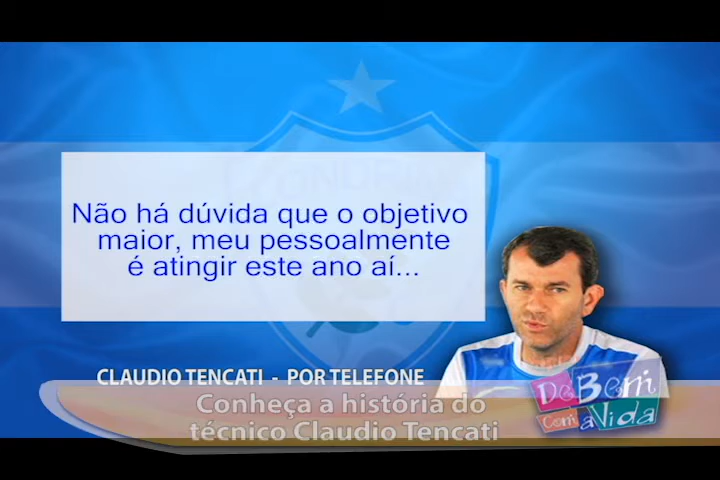 Não há dúvida que o objetivo
maior, meu pessoalmente
é atingir este ano aí...
CLAUDIO TENCATI - POR TELEFONE
Conheça a história do
técnico Claudio Tencati
De Bem
Com a Vida